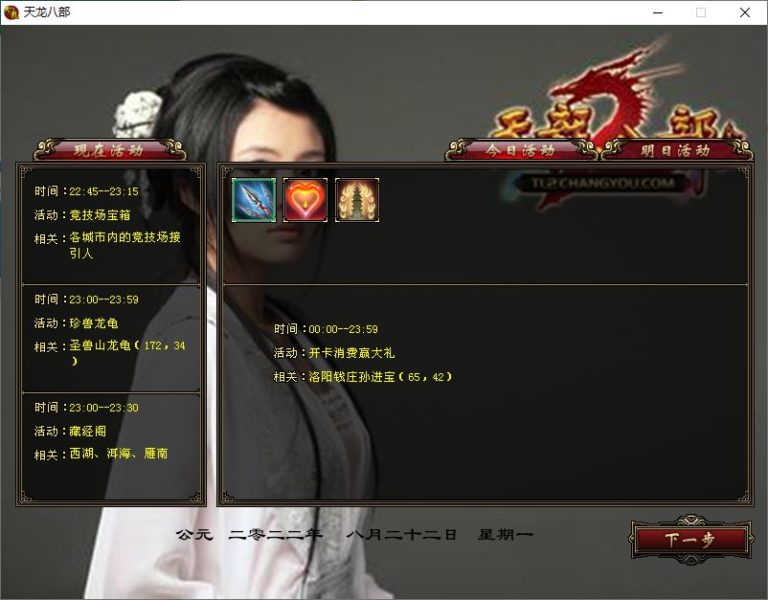 天龙八部
天龙八部
TL2.CHANGYOU.COM
现在活动
今日活动
明日活动
时间：22:45--23:15
活动：竞技场宝箱
相关：各城市内的竞技场接
引人
时间：23:00--23:59
活动：珍兽龙龟
相关：圣兽山龙龟（172，34
）
时间：23:00--23:30
活动：藏经阁
相关：西湖、洱海、雁南
时间：00:00--23:59
活动：开卡消费赢大礼
相关：洛阳钱庄孙进宝（65，42）
公元 二零二二年 八月二十二日 星期一
下一步